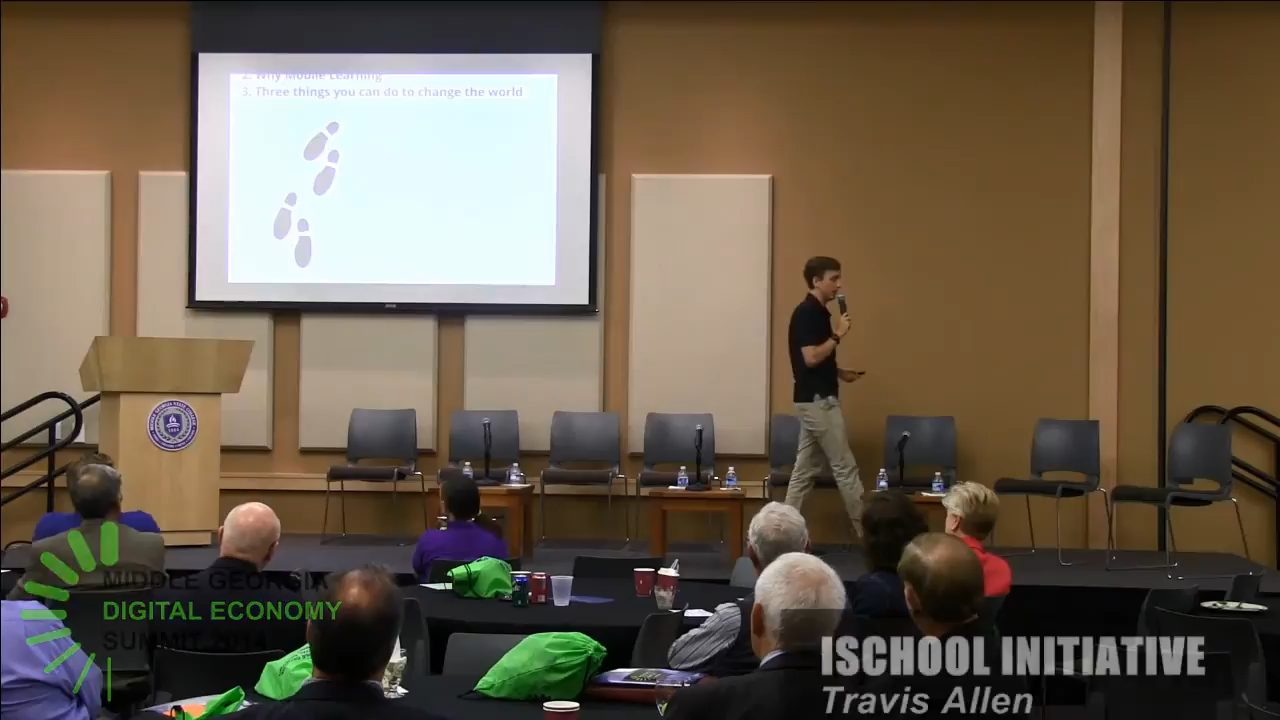 2. Why Mobile Learning
3. Three things you can do to change the world
MIDDLE GEORGIA
DIGITAL ECONOMY
SUMMIT 2014
ISCHOOL INITIATIVE
Travis Allen